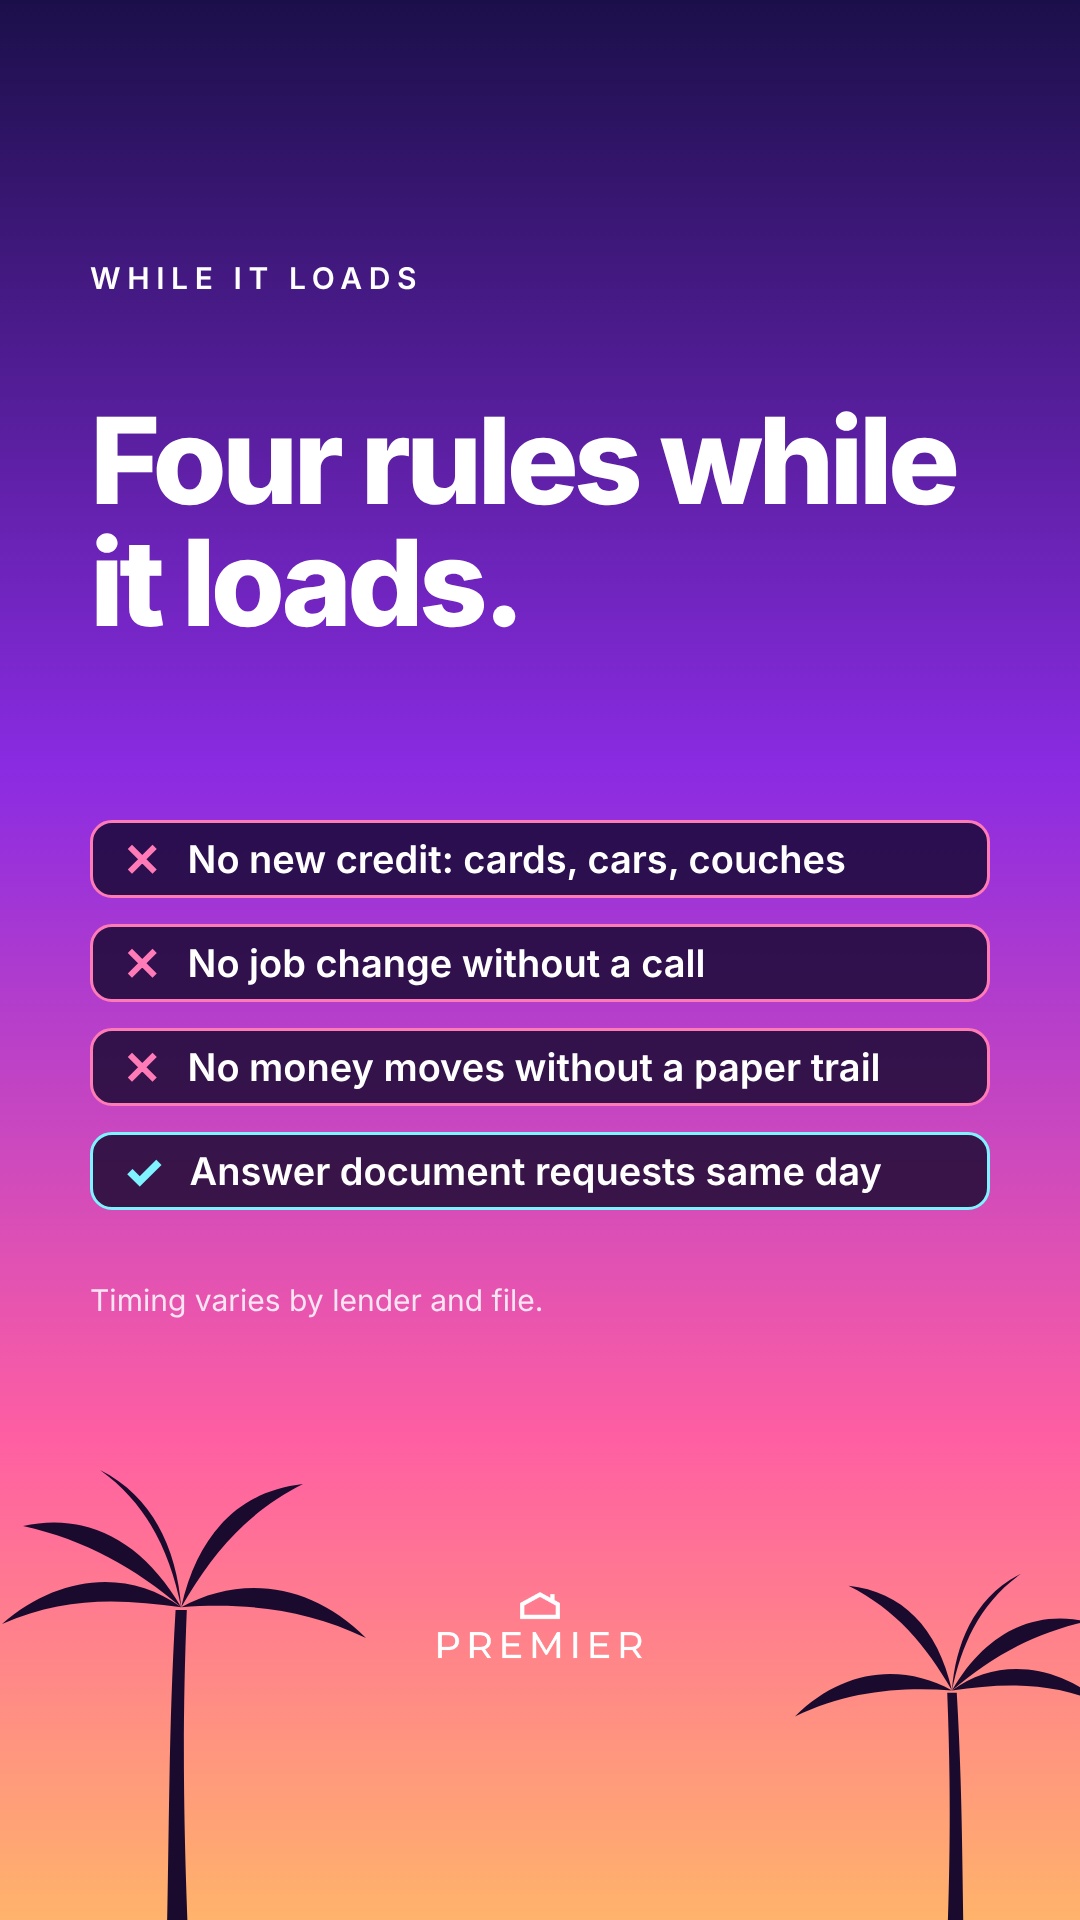 WHILE IT LOADS
Four rules while
it loads.
No new credit: cards, cars, couches
No job change without a call
No money moves without a paper trail
Answer document requests same day
Timing varies by lender and file.
PREMIER